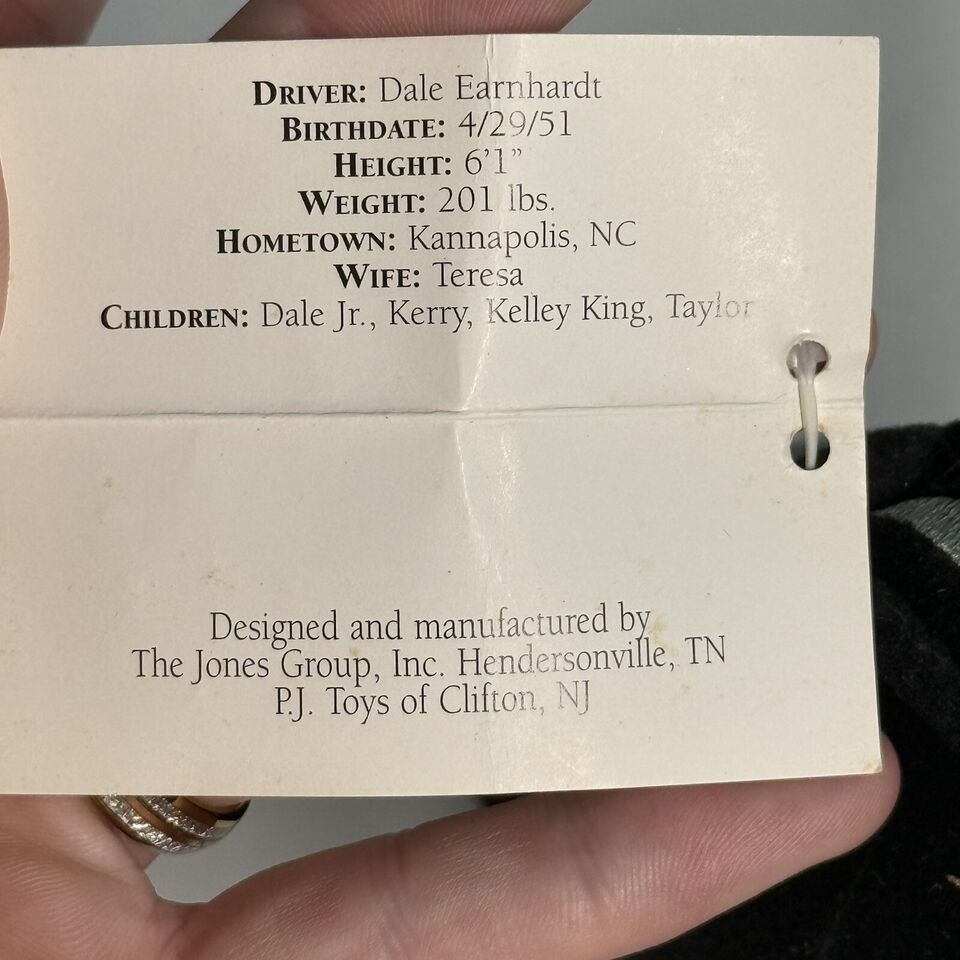 DRIVER: Dale Earnhardt
BIRTHDATE: 4/29/51
HEIGHT: 6'1"
WEIGHT: 201 lbs.
HOMETOWN: Kannapolis, NC
WIFE: Teresa
CHILDREN: Dale Jr., Kerry, Kelley King, Taylor
Designed and manufactured by
The Jones Group, Inc. Hendersonville, TN
P.J. Toys of Clifton, NJ